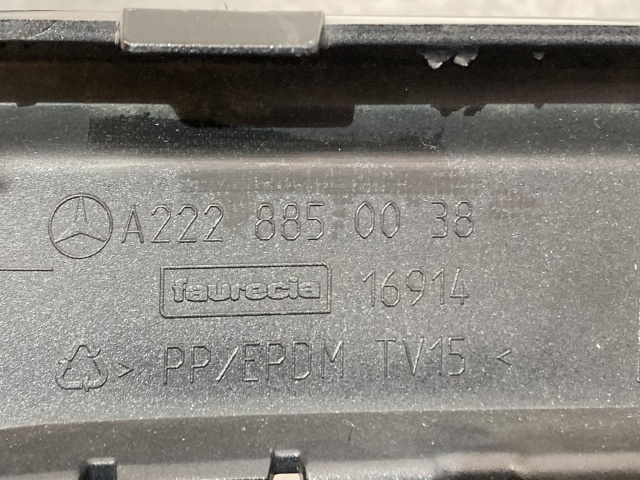 A222 885 00 38
faurecia 16914
> PP/EPDM TV15 <